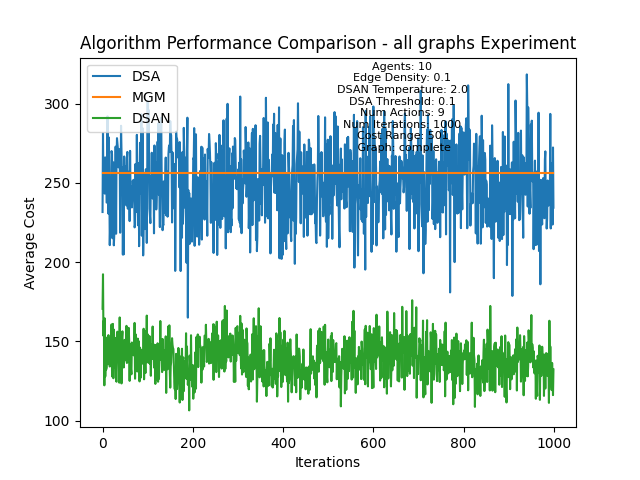 Algorithm Performance Comparison - all graphs Experiment
DSA
MGM
DSAN
Agents: 10
Edge Density: 0.1
DSAN Temperature: 2.0
DSA Threshold: 0.1
Num Actions: 9
Num Iterations: 1000
Cost Range: 501
Graph: complete
300
250
200
150
100
Average Cost
0
200
400
600
800
1000
Iterations